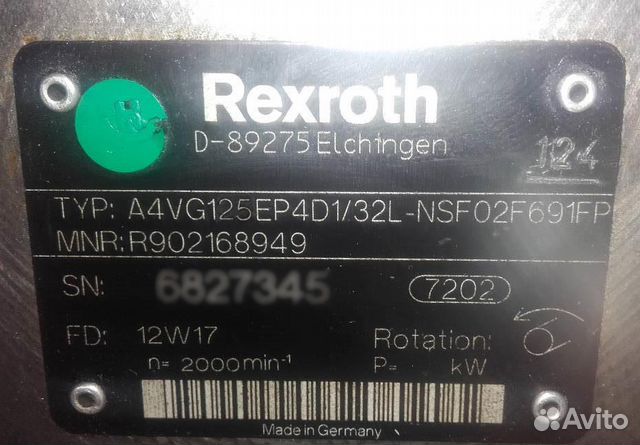 Rexroth
D-89275 Elchingen
124
TYP: A4VG125EP4D1/32L-NSF02F691FP
MNR: R902168949
SN: 6827345 7202
FD: 12W17 Rotation:
n= 2000min⁻¹ P= kW
Made in Germany
Avito